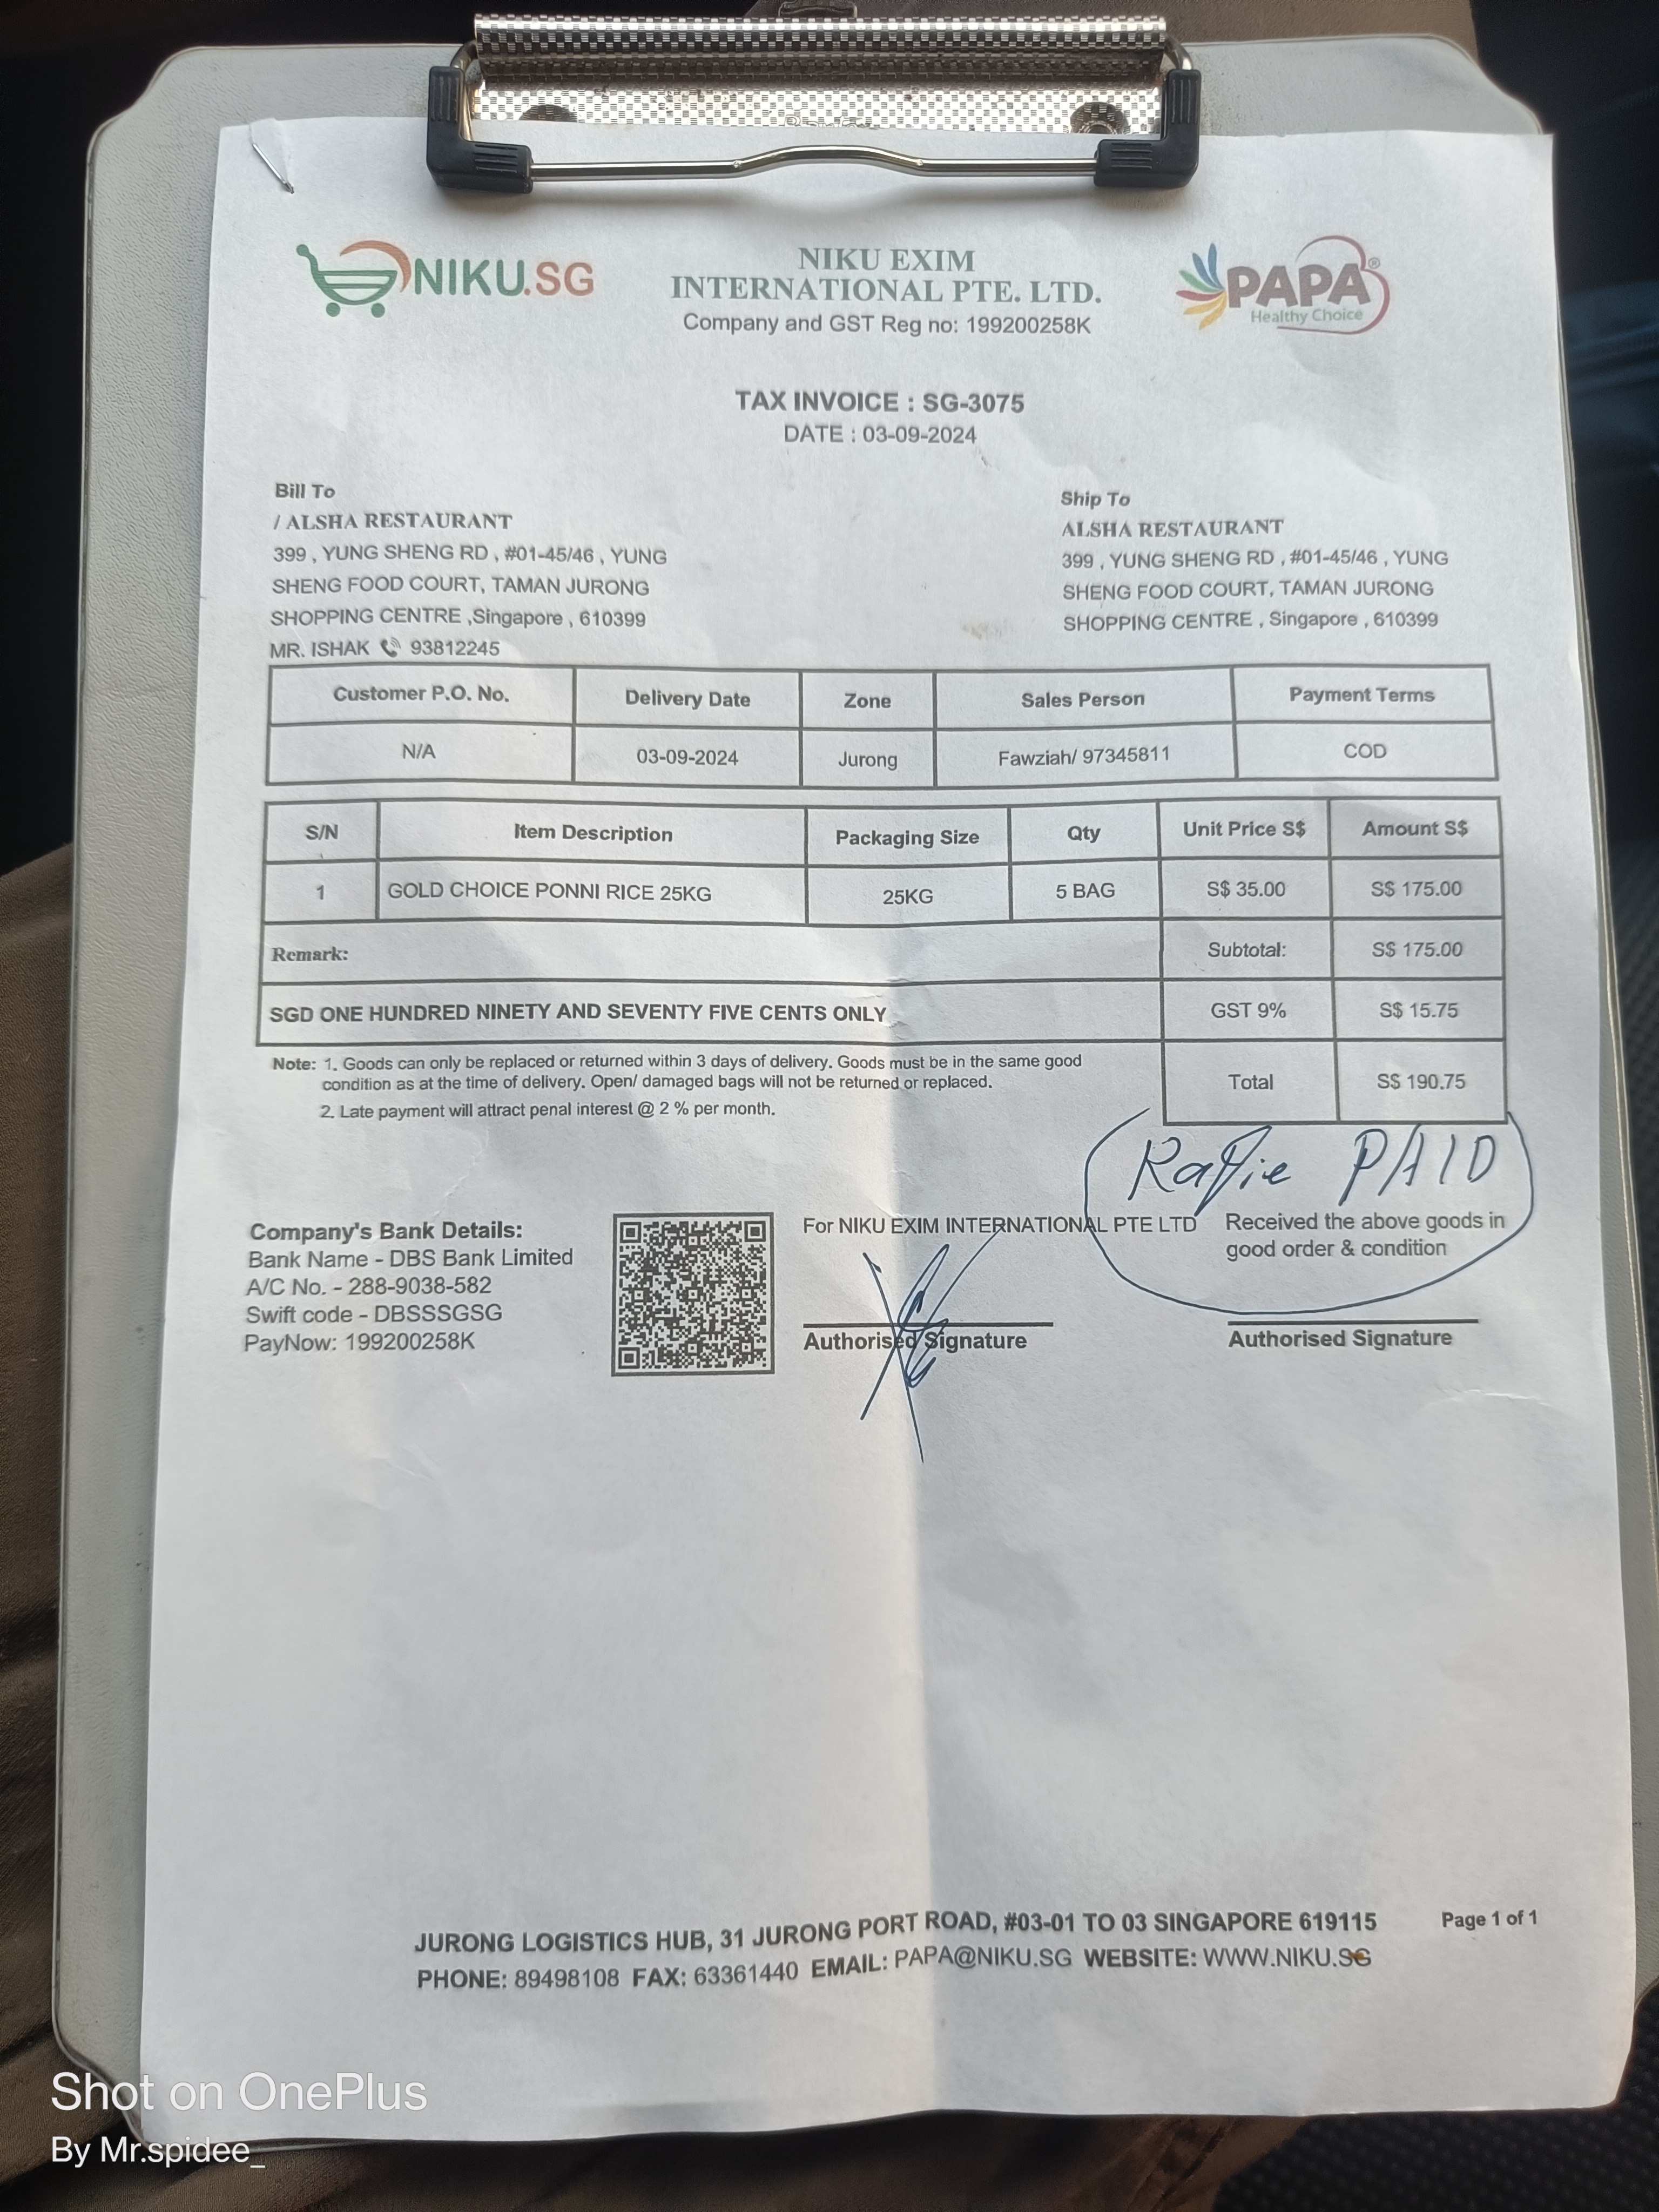 NIKU.SG
NIKU EXIM
INTERNATIONAL PTE. LTD.
Company and GST Reg no: 199200258K
PAPA®
Healthy Choice
TAX INVOICE : SG-3075
DATE : 03-09-2024
Bill To
/ ALSHA RESTAURANT
399 , YUNG SHENG RD , #01-45/46 , YUNG
SHENG FOOD COURT, TAMAN JURONG
SHOPPING CENTRE ,Singapore , 610399
MR. ISHAK 93812245
Ship To
ALSHA RESTAURANT
399 , YUNG SHENG RD , #01-45/46 , YUNG
SHENG FOOD COURT, TAMAN JURONG
SHOPPING CENTRE , Singapore , 610399
Customer P.O. No. Delivery Date Zone Sales Person Payment Terms
N/A 03-09-2024 Jurong Fawziah/ 97345811 COD
S/N Item Description Packaging Size Qty Unit Price S$ Amount S$
1 GOLD CHOICE PONNI RICE 25KG 25KG 5 BAG S$ 35.00 S$ 175.00
Remark: Subtotal: S$ 175.00
SGD ONE HUNDRED NINETY AND SEVENTY FIVE CENTS ONLY GST 9% S$ 15.75
Total S$ 190.75
Note: 1. Goods can only be replaced or returned within 3 days of delivery. Goods must be in the same good
condition as at the time of delivery. Open/ damaged bags will not be returned or replaced.
2. Late payment will attract penal interest @ 2 % per month.
PAID
Company's Bank Details:
Bank Name - DBS Bank Limited
A/C No. - 288-9038-582
Swift code - DBSSSGSG
PayNow: 199200258K
For NIKU EXIM INTERNATIONAL PTE LTD
Authorised Signature
Received the above goods in
good order & condition
Authorised Signature
JURONG LOGISTICS HUB, 31 JURONG PORT ROAD, #03-01 TO 03 SINGAPORE 619115
PHONE: 89498108 FAX: 63361440 EMAIL: PAPA@NIKU.SG WEBSITE: WWW.NIKU.SG
Page 1 of 1
Shot on OnePlus
By Mr.spidee_